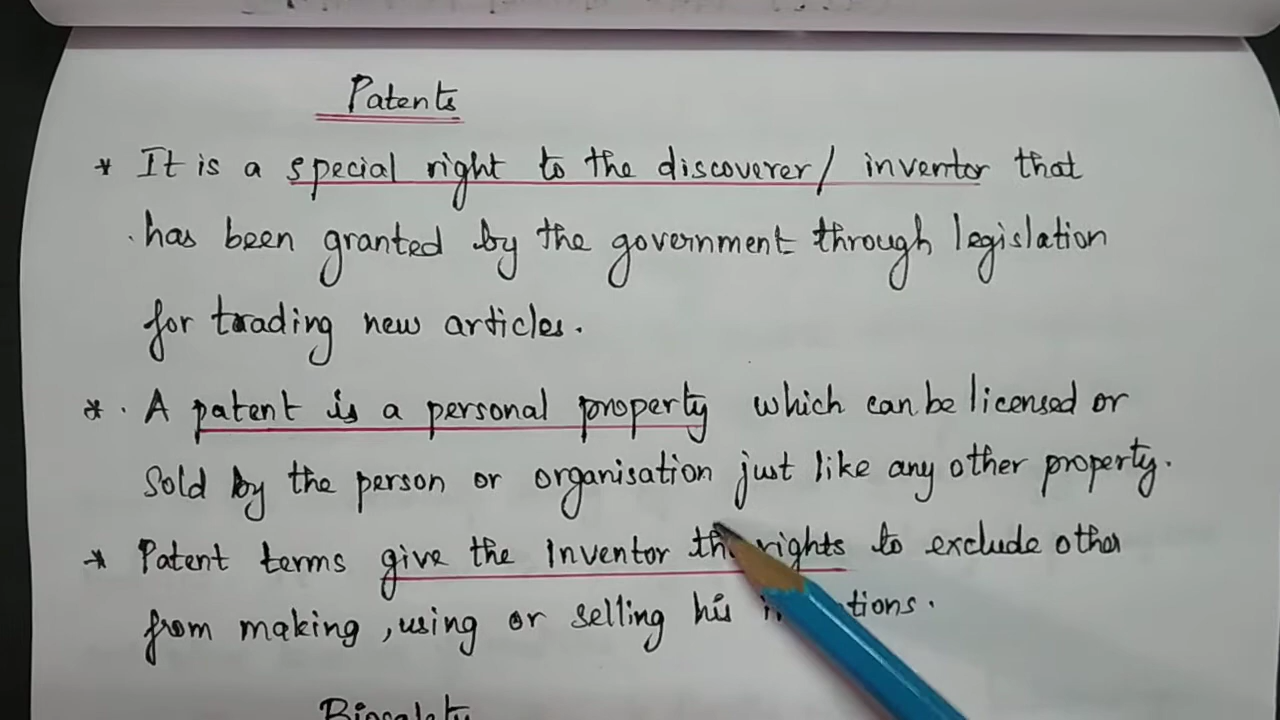 Patents
* It is a special right to the discoverer/ inventor that
has been granted by the government through legislation
for trading new articles.
* A patent is a personal property which can be licensed or
sold by the person or organisation just like any other property.
* Patent terms give the Inventor the rights to exclude other
from making, using or selling his
Biosafety